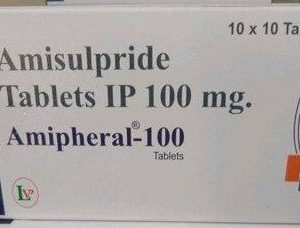 10 x 10 Ta
Amisulpride
Tablets IP 100 mg.
Amipheral®-100
Tablets